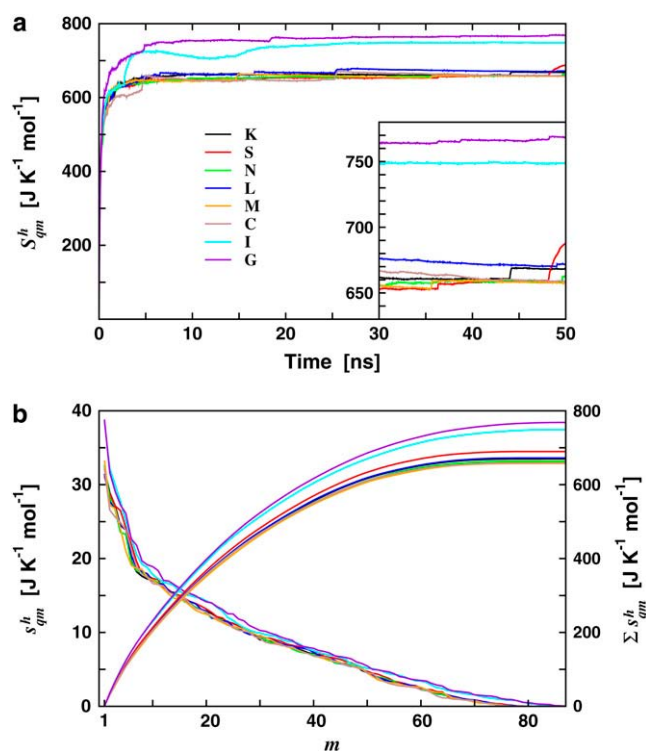 a
800
600
400
200
0
S^h_qm [J K⁻¹ mol⁻¹]
K
S
N
L
M
C
I
G
750
700
650
30 40 50
0 10 20 30 40 50
Time [ns]
b
40
30
20
10
0
s^h_qm [J K⁻¹ mol⁻¹]
800
600
400
200
0
Σ s^h_qm [J K⁻¹ mol⁻¹]
1 20 40 60 80
m